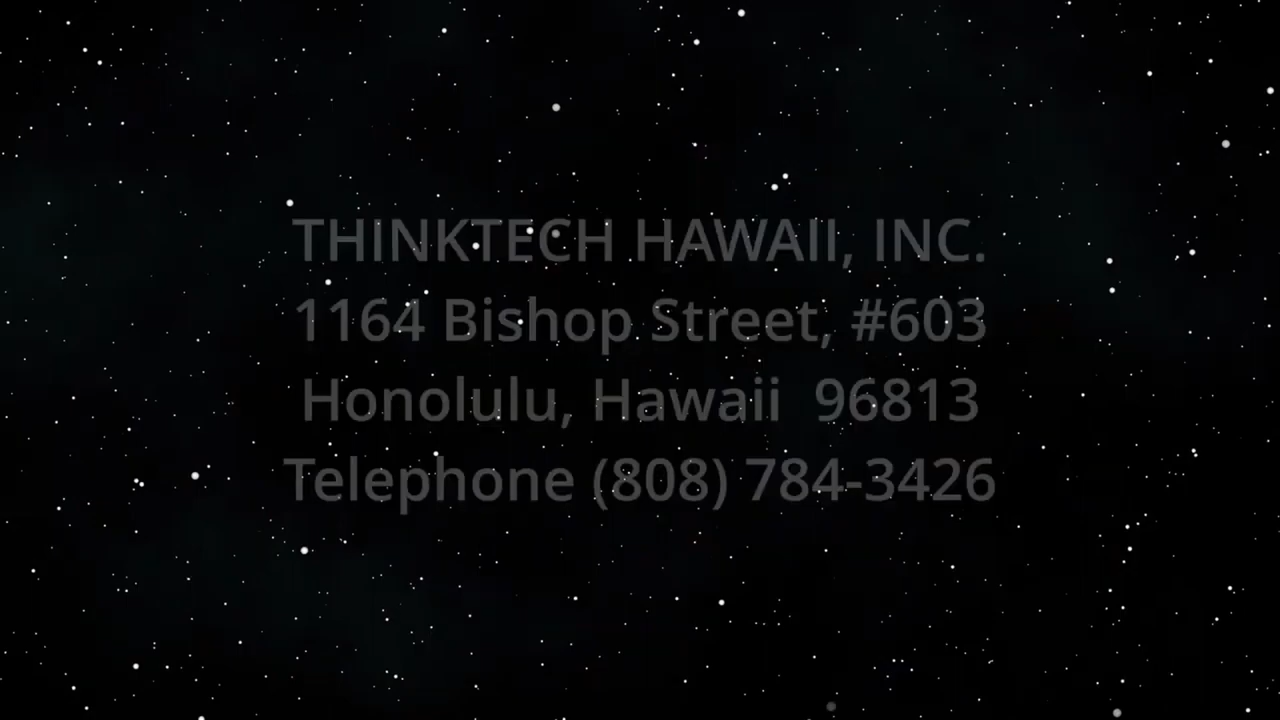 THINKTECH HAWAII, INC.
1164 Bishop Street, #603
Honolulu, Hawaii  96813
Telephone (808) 784-3426